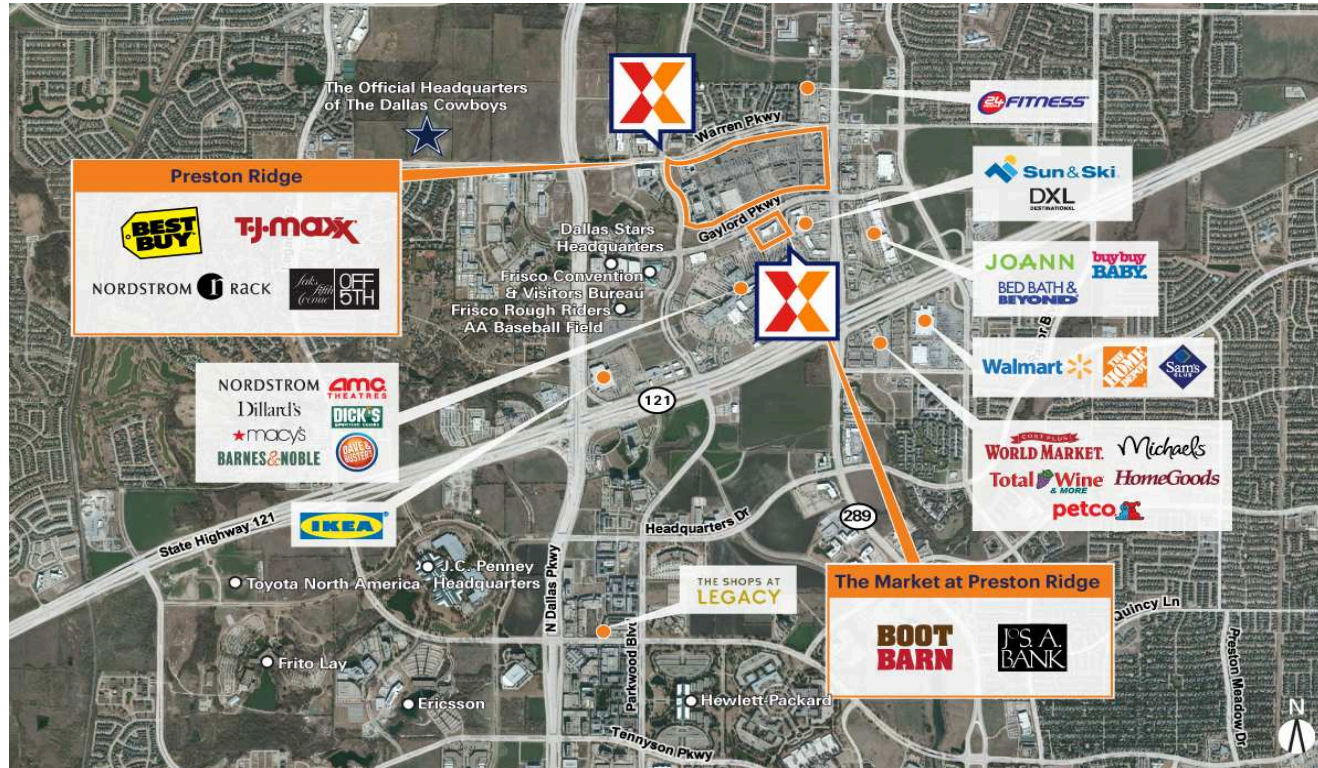 The Official Headquarters
of The Dallas Cowboys
Warren Pkwy
24
FITNESS
Preston Ridge
BEST
BUY
T.J.maxx
NORDSTROM r RACK
saks
fifth
avenue
OFF
5TH
Sun & Ski
DXL
DESTINATIONXL
Gaylord Pkwy
Dallas Stars
Headquarters
Frisco Convention
& Visitors Bureau
Frisco Rough Riders
AA Baseball Field
JOANN
buybuy
BABY
BED BATH &
BEYOND
Walmart
THE
HOME
DEPOT
Sam's
CLUB
NORDSTROM
amc
THEATRES
Dillard's
DICK'S
SPORTING GOODS
macy's
BARNES&NOBLE
DAVE &
BUSTER'S
121
COST PLUS
WORLD MARKET.
Michaels
Total Wine
& MORE
HomeGoods
petco
IKEA
State Highway 121
Headquarters Dr
289
J.C. Penney
Headquarters
Toyota North America
N Dallas Pkwy
THE SHOPS AT
LEGACY
The Market at Preston Ridge
BOOT
BARN
JoS. A.
BANK
Quincy Ln
Parkwood Blvd
Preston Meadow Dr
Frito Lay
Ericsson
Hewlett-Packard
Tennyson Pkwy
N